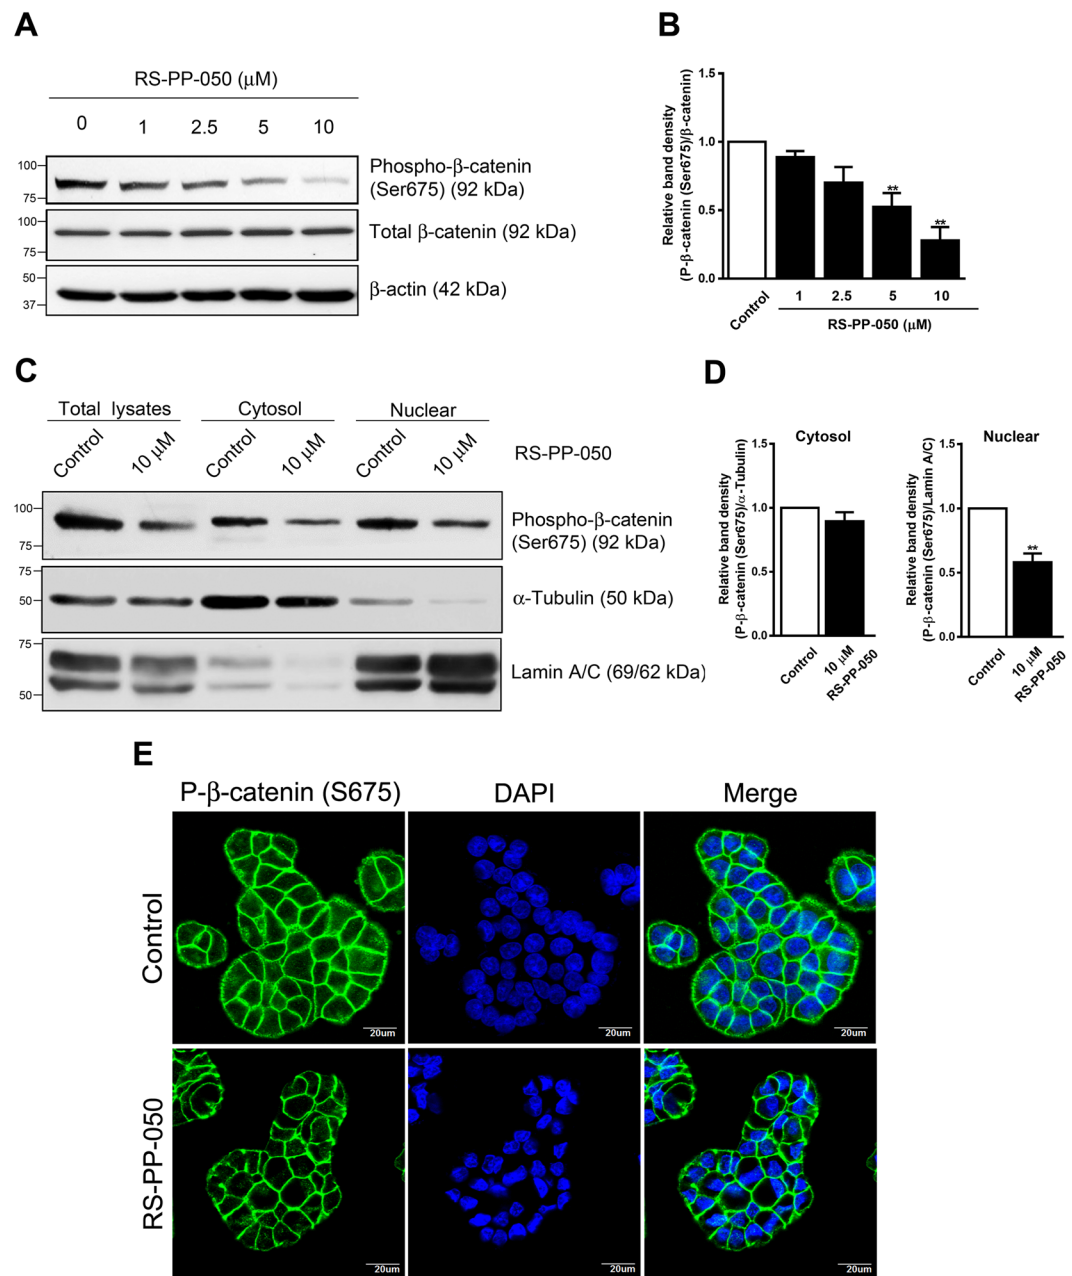 A
RS-PP-050 (μM)
0 1 2.5 5 10
100
75
Phospho-β-catenin
(Ser675) (92 kDa)
100
75
Total β-catenin (92 kDa)
50
37
β-actin (42 kDa)
B
Relative band density
(P-β-catenin (Ser675)/β-catenin)
1.5
1.0
0.5
0.0
**
**
Control 1 2.5 5 10
RS-PP-050 (μM)
C
Total lysates Cytosol Nuclear
Control 10 μM Control 10 μM Control 10 μM
RS-PP-050
100
75
Phospho-β-catenin
(Ser675) (92 kDa)
75
50
α-Tubulin (50 kDa)
75
50
Lamin A/C (69/62 kDa)
D
Cytosol
Relative band density
(P-β-catenin (Ser675)/α-Tubulin)
1.5
1.0
0.5
0.0
Control
10 μM
RS-PP-050
Nuclear
Relative band density
(P-β-catenin (Ser675)/Lamin A/C)
1.5
1.0
0.5
0.0
**
Control
10 μM
RS-PP-050
E
P-β-catenin (S675) DAPI Merge
Control
20um 20um 20um
RS-PP-050
20um 20um 20um